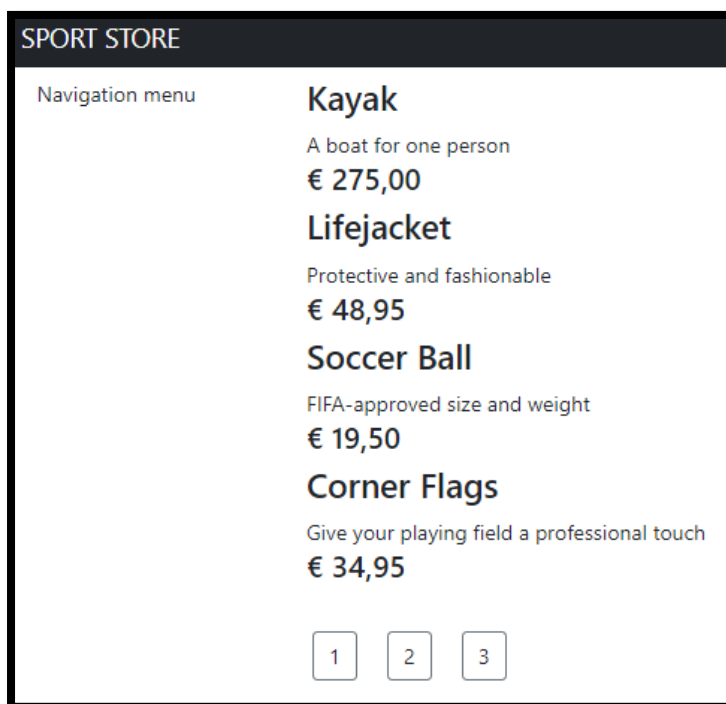 SPORT STORE
Navigation menu
Kayak
A boat for one person
€ 275,00
Lifejacket
Protective and fashionable
€ 48,95
Soccer Ball
FIFA-approved size and weight
€ 19,50
Corner Flags
Give your playing field a professional touch
€ 34,95
1 2 3